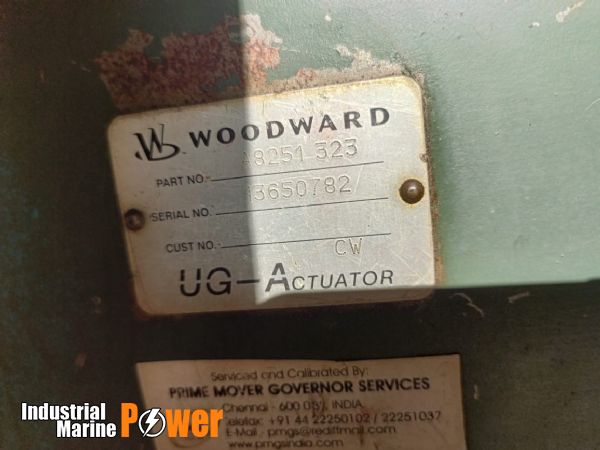 WOODWARD
PART NO. A8251 323
SERIAL NO. 13650782
CUST NO. CW
UG-ACTUATOR
Serviced and Calibrated By:
PRIME MOVER GOVERNOR SERVICES
Chennai - 600 INDIA
Telefax: +91 44 22250102 / 22251037
E-Mail - pmgs@rediffmail.com
www.pmgsindia.com
Industrial
Marine Power